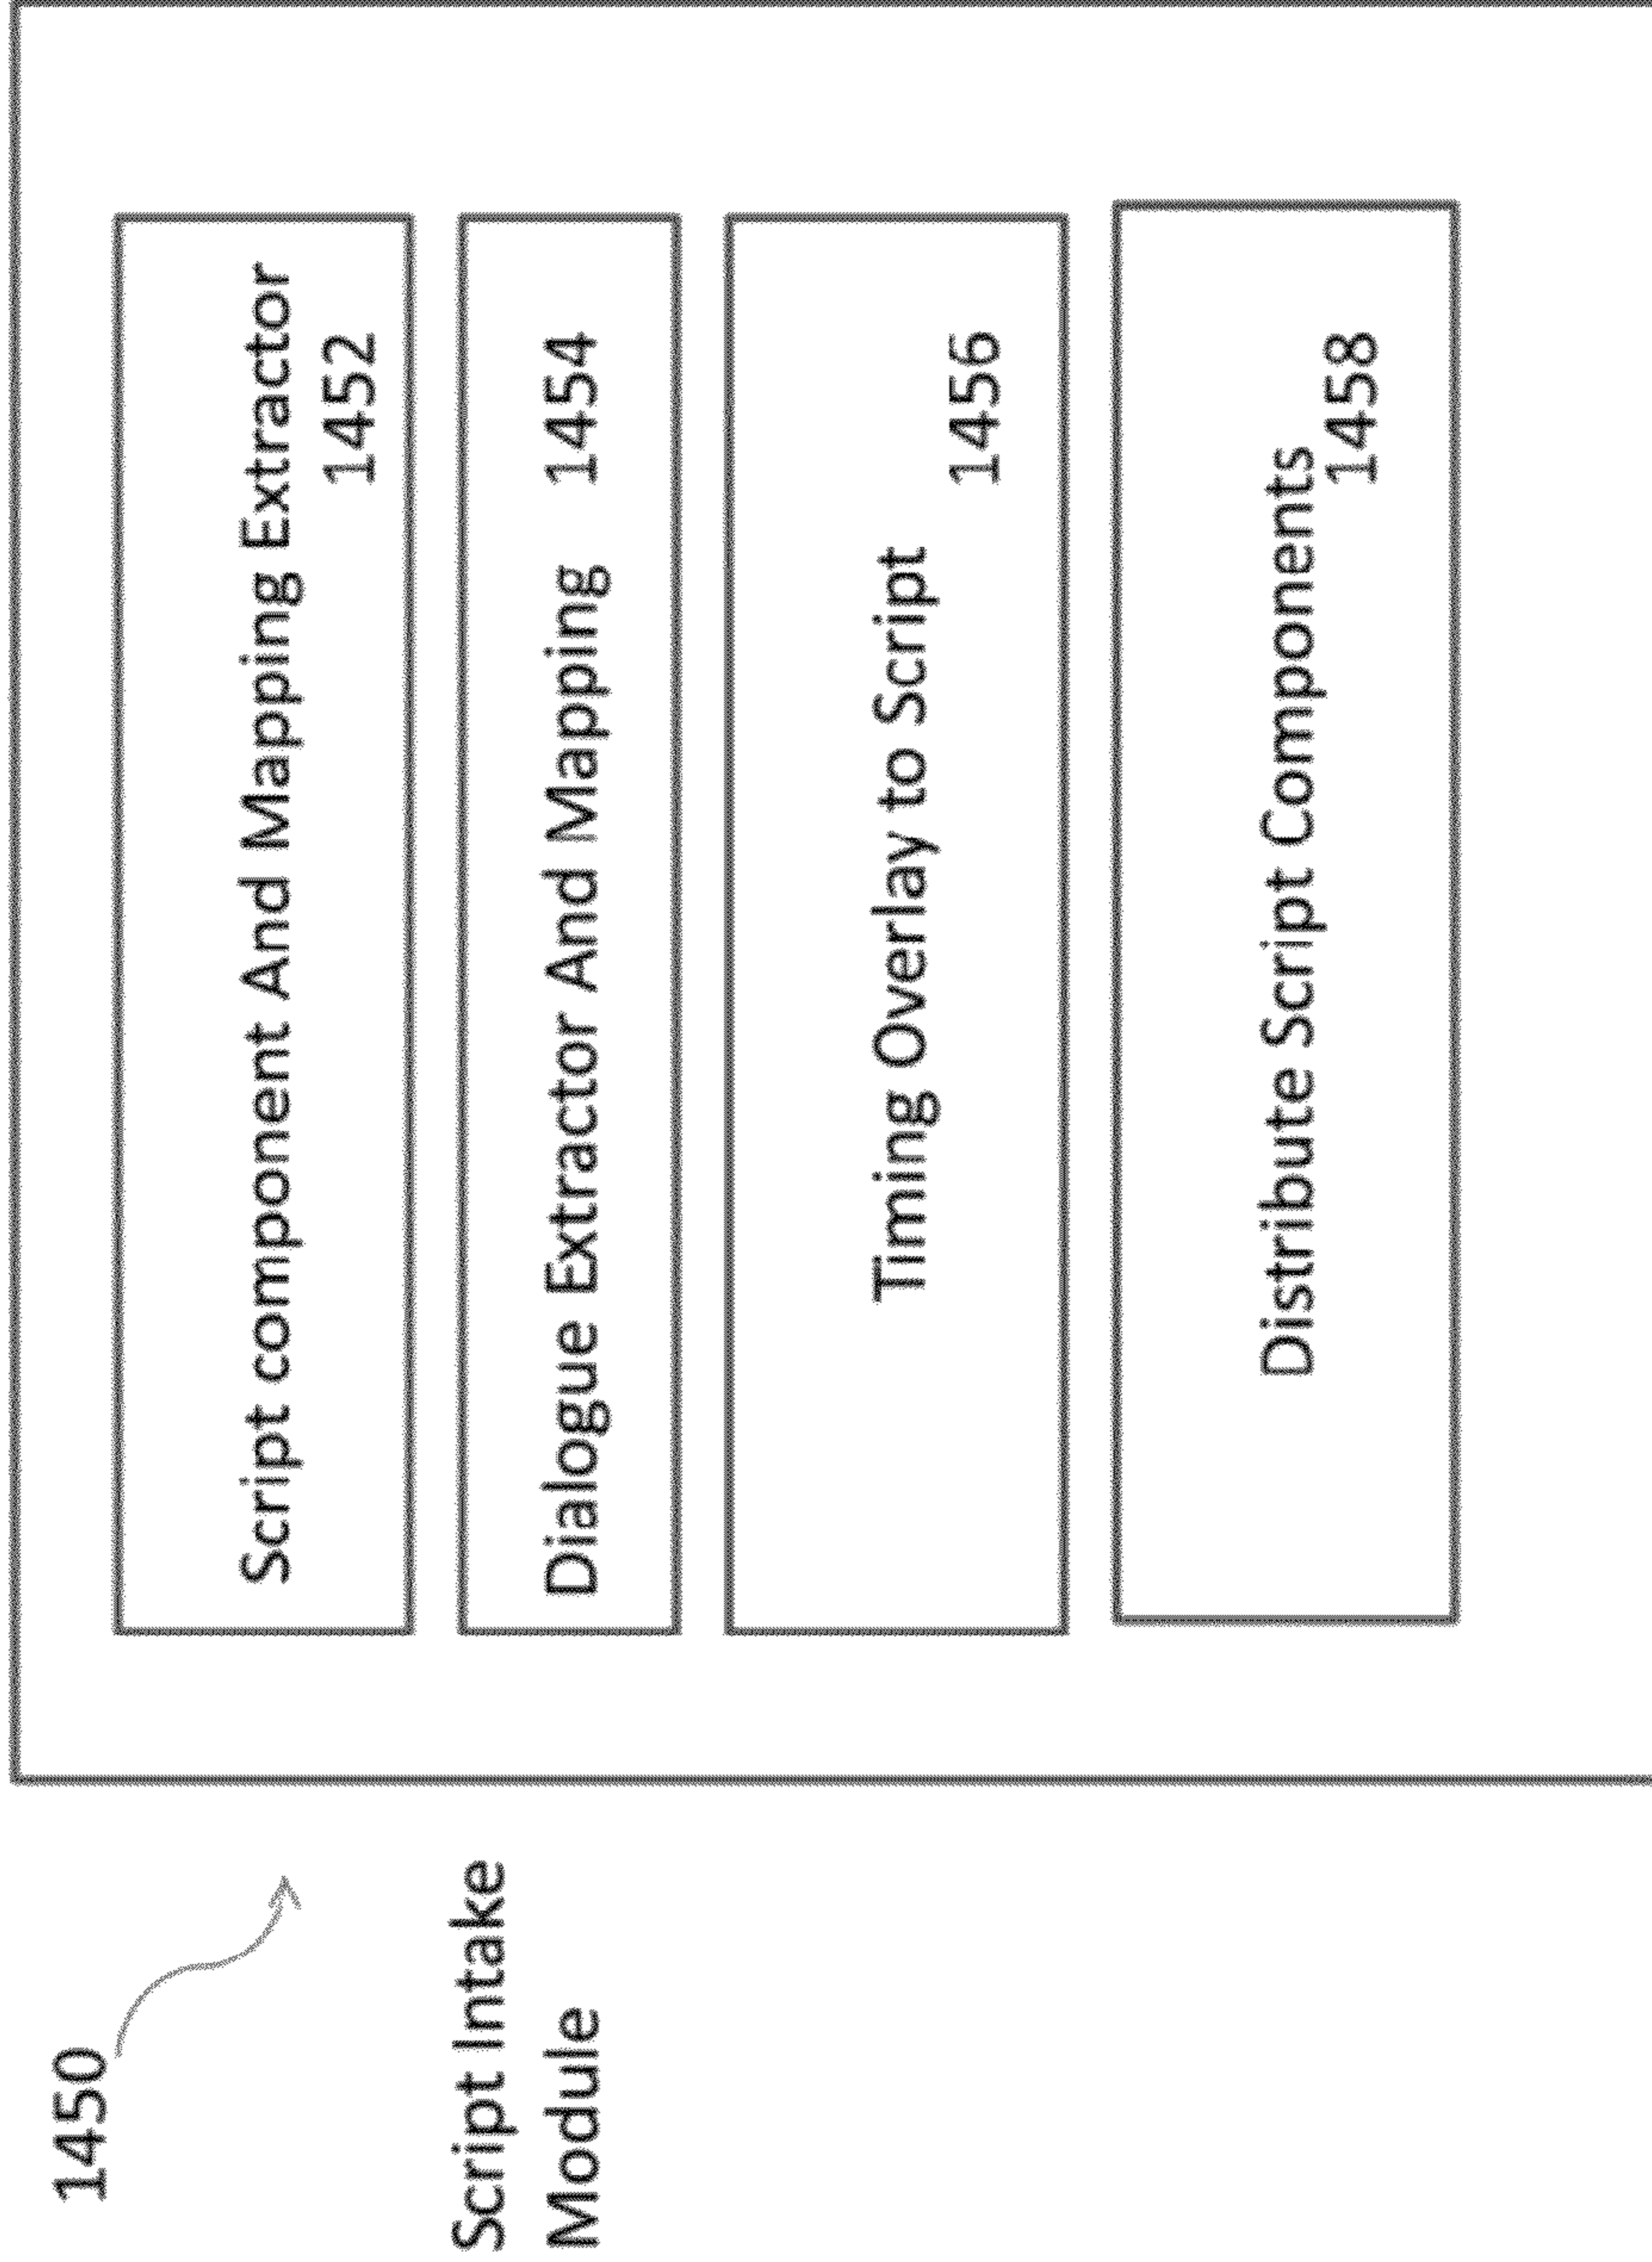 1450
Script Intake
Module
Script component And Mapping Extractor
1452
Dialogue Extractor And Mapping 1454
Timing Overlay to Script
1456
Distribute Script Components
1458